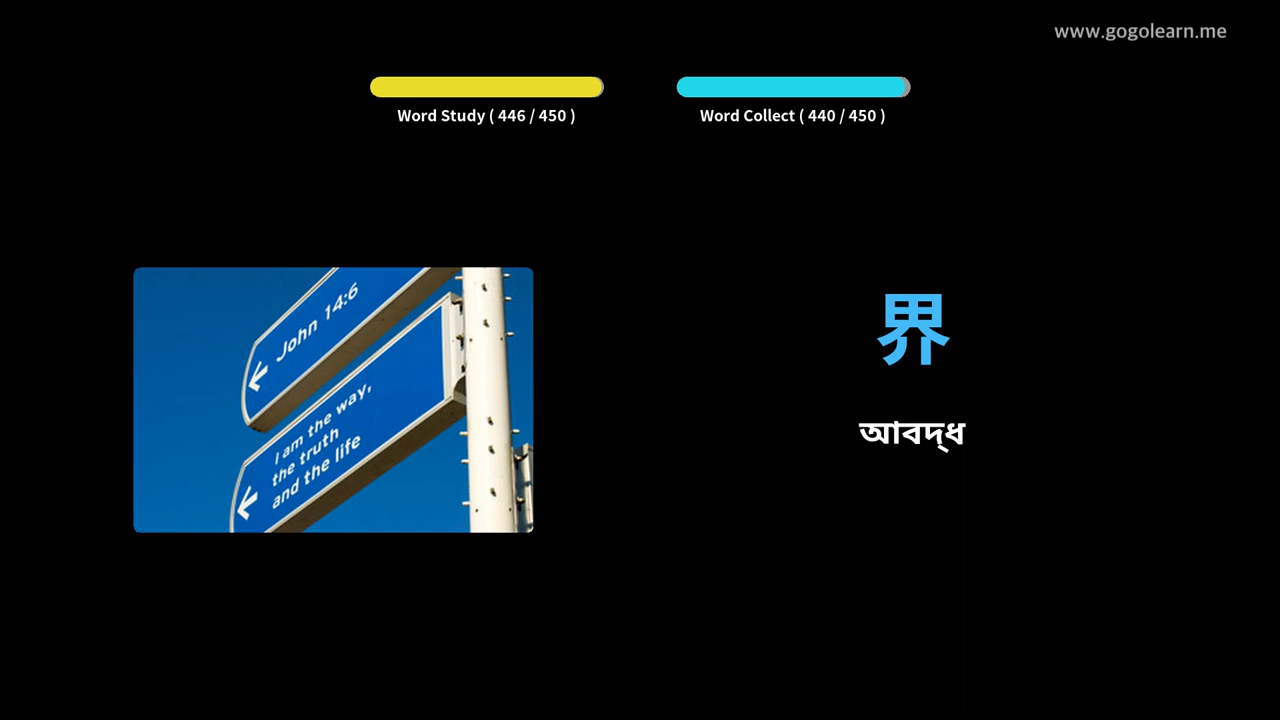 www.gogolearn.me
Word Study ( 446 / 450 )
Word Collect ( 440 / 450 )
John 14:6
I am the way,
the truth
and the life
界
আবদ্ধ